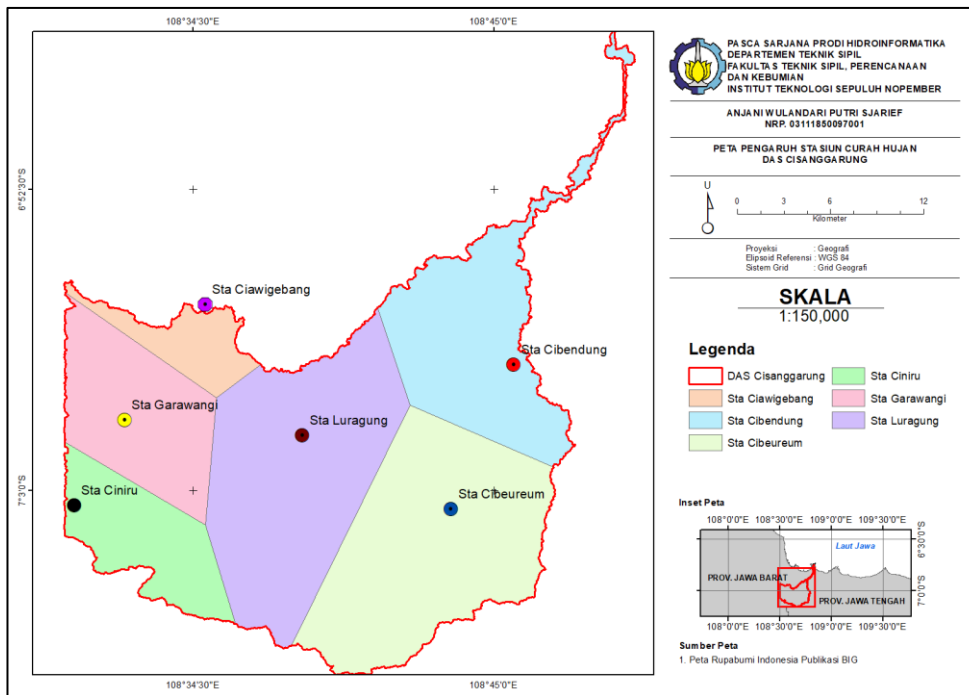 108°34'30"E
108°45'0"E
6°52'30"S
7°3'0"S
Sta Ciawigebang
Sta Cibendung
Sta Garawangi
Sta Luragung
Sta Ciniru
Sta Cibeureum
108°34'30"E
108°45'0"E
PASCA SARJANA PRODI HIDROINFORMATIKA
DEPARTEMEN TEKNIK SIPIL
FAKULTAS TEKNIK SIPIL, PERENCANAAN
DAN KEBUMIAN
INSTITUT TEKNOLOGI SEPULUH NOPEMBER
ANJANI WULANDARI PUTRI SJARIEF
NRP. 03111850097001
PETA PENGARUH STASIUN CURAH HUJAN
DAS CISANGGARUNG
U
0 3 6 12
Kilometer
Proyeksi : Geografi
Elipsoid Referensi : WGS 84
Sistem Grid : Grid Geografi
SKALA
1:150,000
Legenda
DAS Cisanggarung
Sta Ciniru
Sta Ciawigebang
Sta Garawangi
Sta Cibendung
Sta Luragung
Sta Cibeureum
Inset Peta
108°0'0"E 108°30'0"E 109°0'0"E 109°30'0"E
6°30'0"S
Laut Jawa
PROV. JAWA BARAT
7°0'0"S
PROV. JAWA TENGAH
108°0'0"E 108°30'0"E 109°0'0"E 109°30'0"E
Sumber Peta
1. Peta Rupabumi Indonesia Publikasi BIG